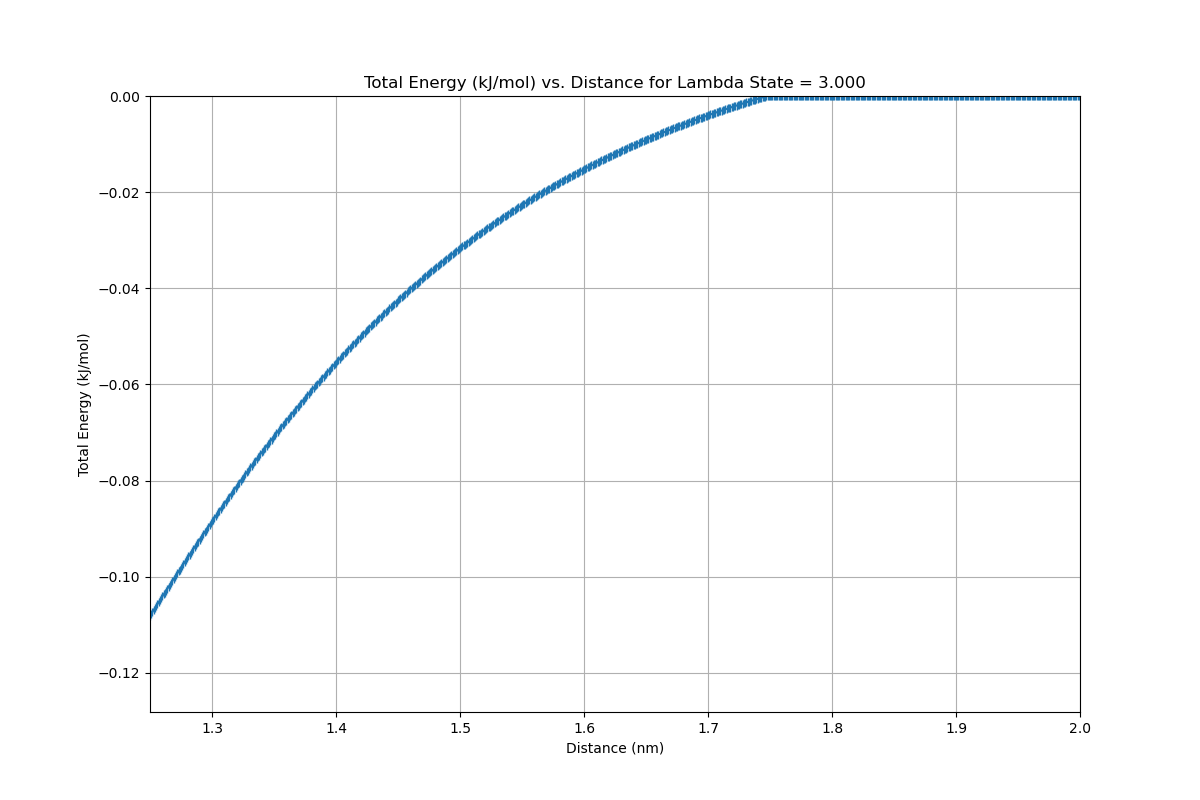 Total Energy (kJ/mol) vs. Distance for Lambda State = 3.000
0.00
−0.02
−0.04
−0.06
−0.08
−0.10
−0.12
Total Energy (kJ/mol)
1.3 1.4 1.5 1.6 1.7 1.8 1.9 2.0
Distance (nm)